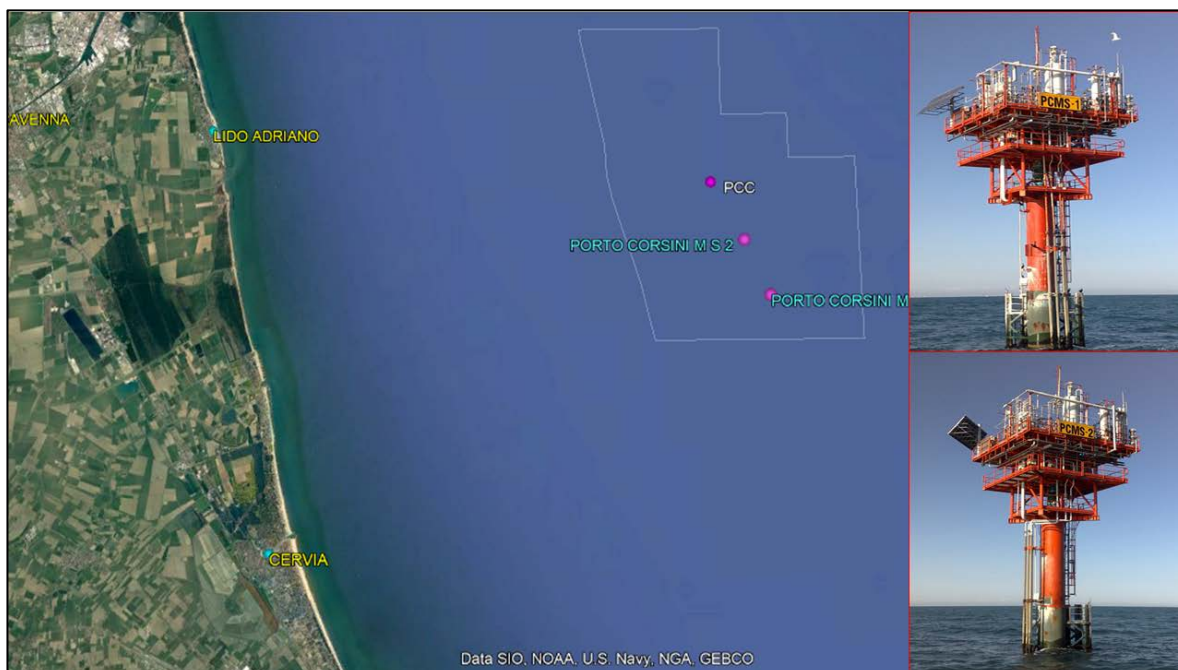 AVENNA
LIDO ADRIANO
PCC
PORTO CORSINI M S 2
PORTO CORSINI M
CERVIA
Data SIO, NOAA, U.S. Navy, NGA, GEBCO
PCMS-1
PCMS-2